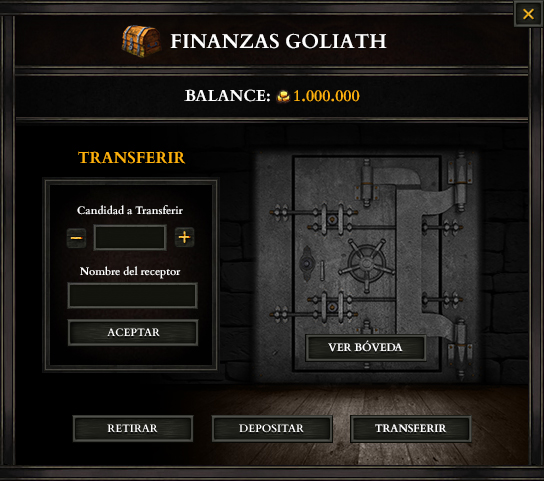 FINANZAS GOLIATH
BALANCE: 1.000.000
TRANSFERIR
Candidad a Transferir
Nombre del receptor
ACEPTAR
VER BÓVEDA
RETIRAR
DEPOSITAR
TRANSFERIR